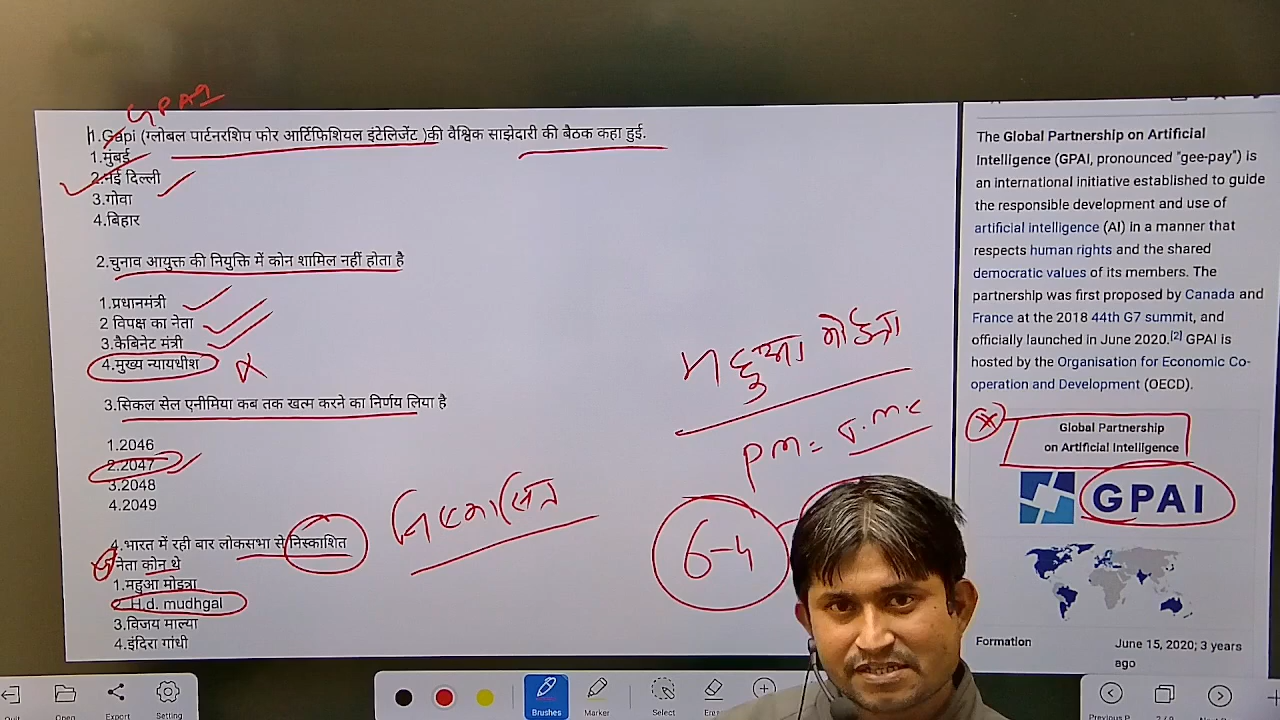 GPAI
1.Gapi (ग्लोबल पार्टनरशिप फोर आर्टिफिशियल इंटेलिजेंट )की वैश्विक साझेदारी की बैठक कहा हुई.
1.मुंबई
2.नई दिल्ली
3.गोवा
4.बिहार
2.चुनाव आयुक्त की नियुक्ति में कोन शामिल नहीं होता है
1.प्रधानमंत्री
2 विपक्ष का नेता
3.कैबिनेट मंत्री
4.मुख्य न्यायधीश
3.सिकल सेल एनीमिया कब तक खत्म करने का निर्णय लिया है
1.2046
2.2047
3.2048
4.2049
4.भारत में रही बार लोकसभा से निस्काशित
नेता कोन थे
1.महुआ मोइत्रा
2 H.d. mudhgal
3.विजय माल्या
4.इंदिरा गांधी
निष्कासित
महुआ मोईत्रा
6-4
The Global Partnership on Artificial
Intelligence (GPAI, pronounced "gee-pay") is
an international initiative established to guide
the responsible development and use of
artificial intelligence (AI) in a manner that
respects human rights and the shared
democratic values of its members. The
partnership was first proposed by Canada and
France at the 2018 44th G7 summit, and
officially launched in June 2020.[2] GPAI is
hosted by the Organisation for Economic Co-
operation and Development (OECD).
Global Partnership
on Artificial Intelligence
GPAI
Formation June 15, 2020; 3 years
ago
Open Export Setting Brushes Marker Select Previous P